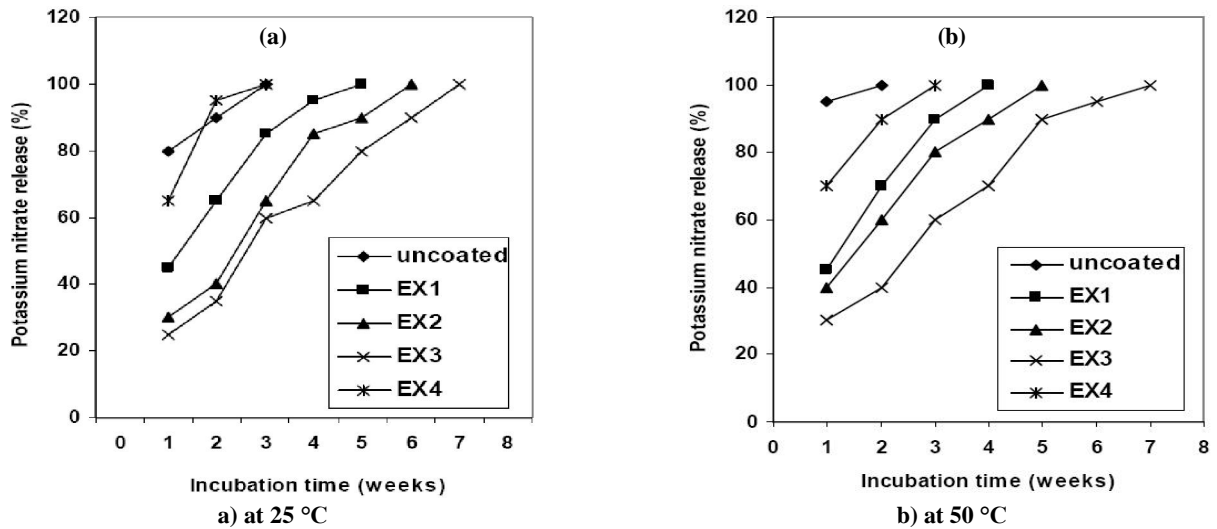 120
100
80
60
40
20
0
Potassium nitrate release (%)
(a)
uncoated
EX1
EX2
EX3
EX4
0 1 2 3 4 5 6 7 8
Incubation time (weeks)
a) at 25 °C
120
100
80
60
40
20
0
Potassium nitrate release (%)
(b)
uncoated
EX1
EX2
EX3
EX4
0 1 2 3 4 5 6 7 8
Incubation time (weeks)
b) at 50 °C